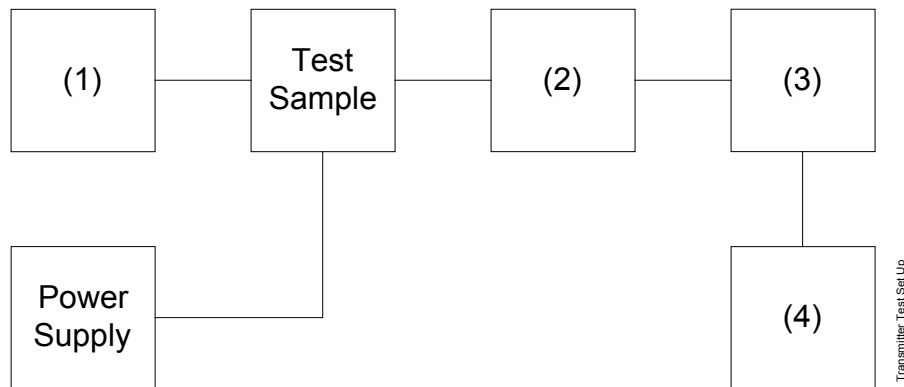 (1)
Test
Sample
(2)
(3)
Power
Supply
(4)
Transmitter Test Set Up